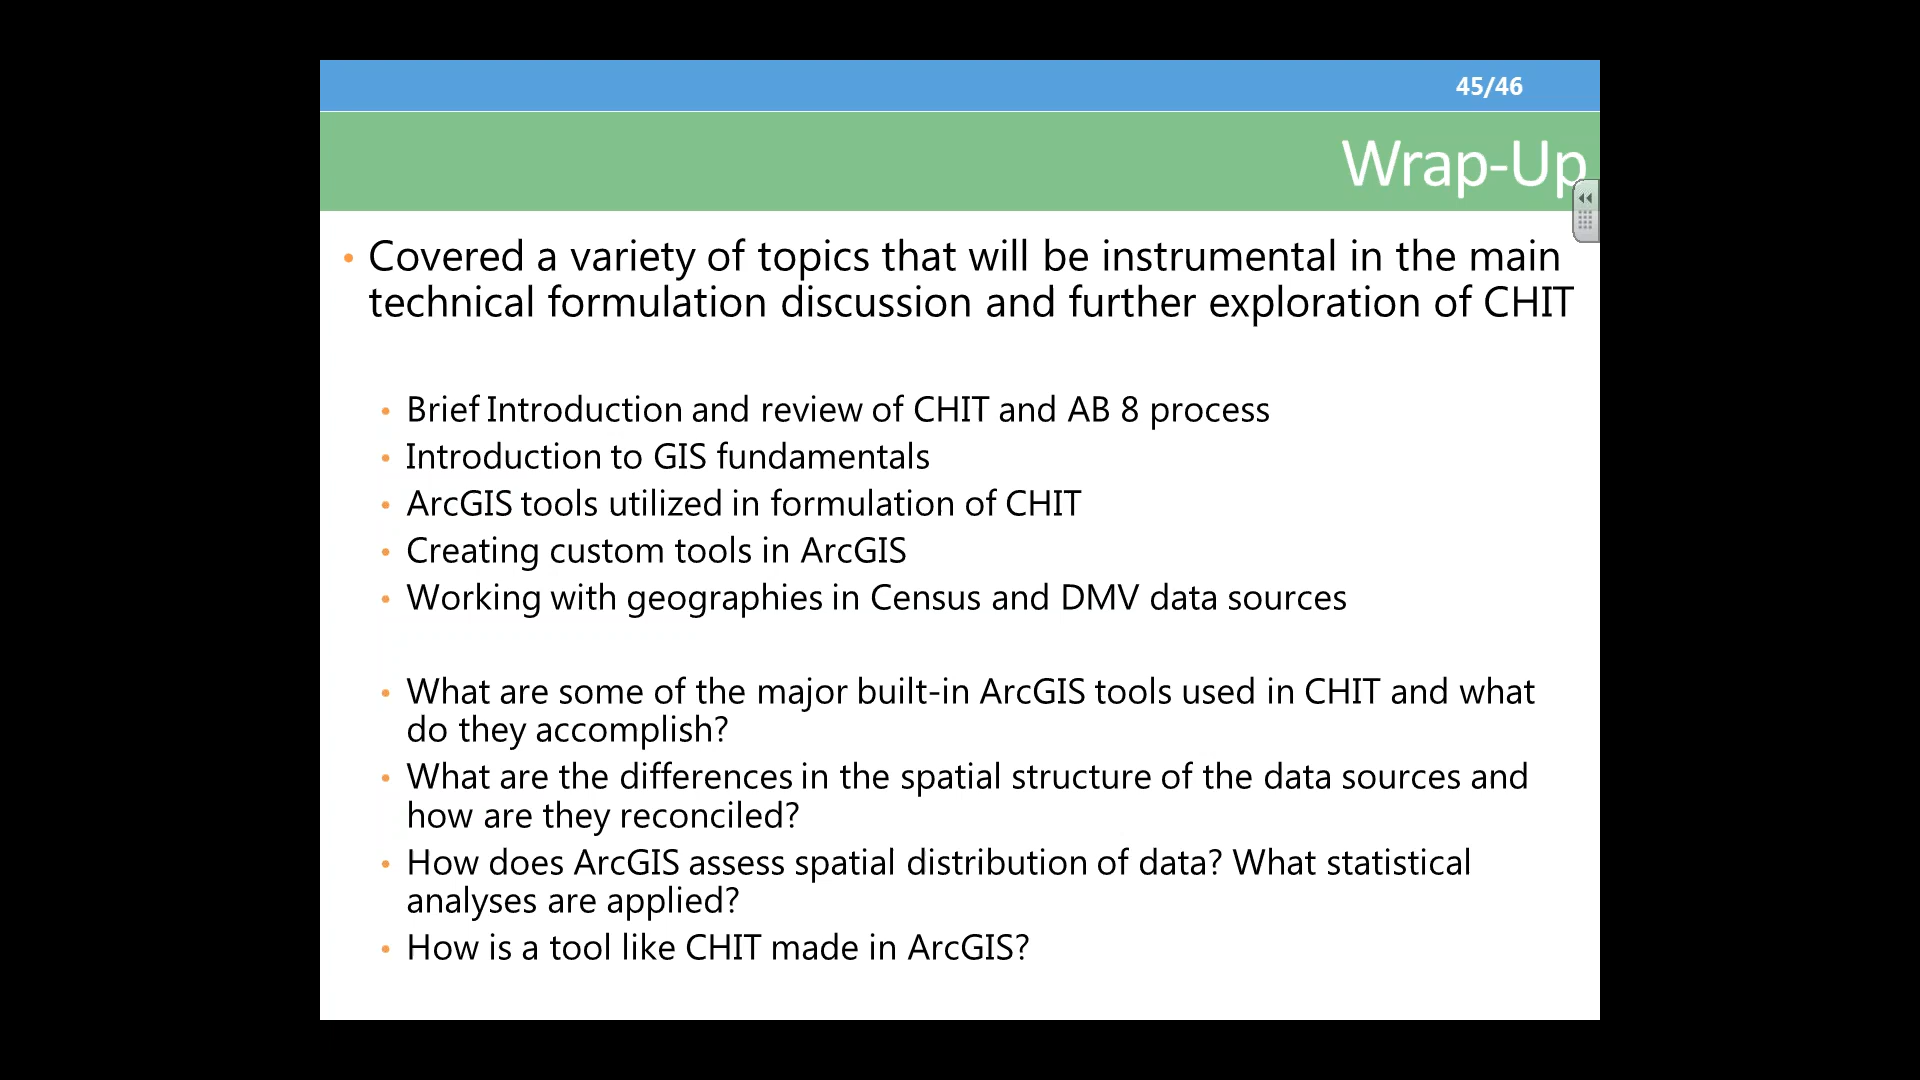 45/46
Wrap-Up
• Covered a variety of topics that will be instrumental in the main
technical formulation discussion and further exploration of CHIT
• Brief Introduction and review of CHIT and AB 8 process
• Introduction to GIS fundamentals
• ArcGIS tools utilized in formulation of CHIT
• Creating custom tools in ArcGIS
• Working with geographies in Census and DMV data sources
• What are some of the major built-in ArcGIS tools used in CHIT and what
do they accomplish?
• What are the differences in the spatial structure of the data sources and
how are they reconciled?
• How does ArcGIS assess spatial distribution of data? What statistical
analyses are applied?
• How is a tool like CHIT made in ArcGIS?